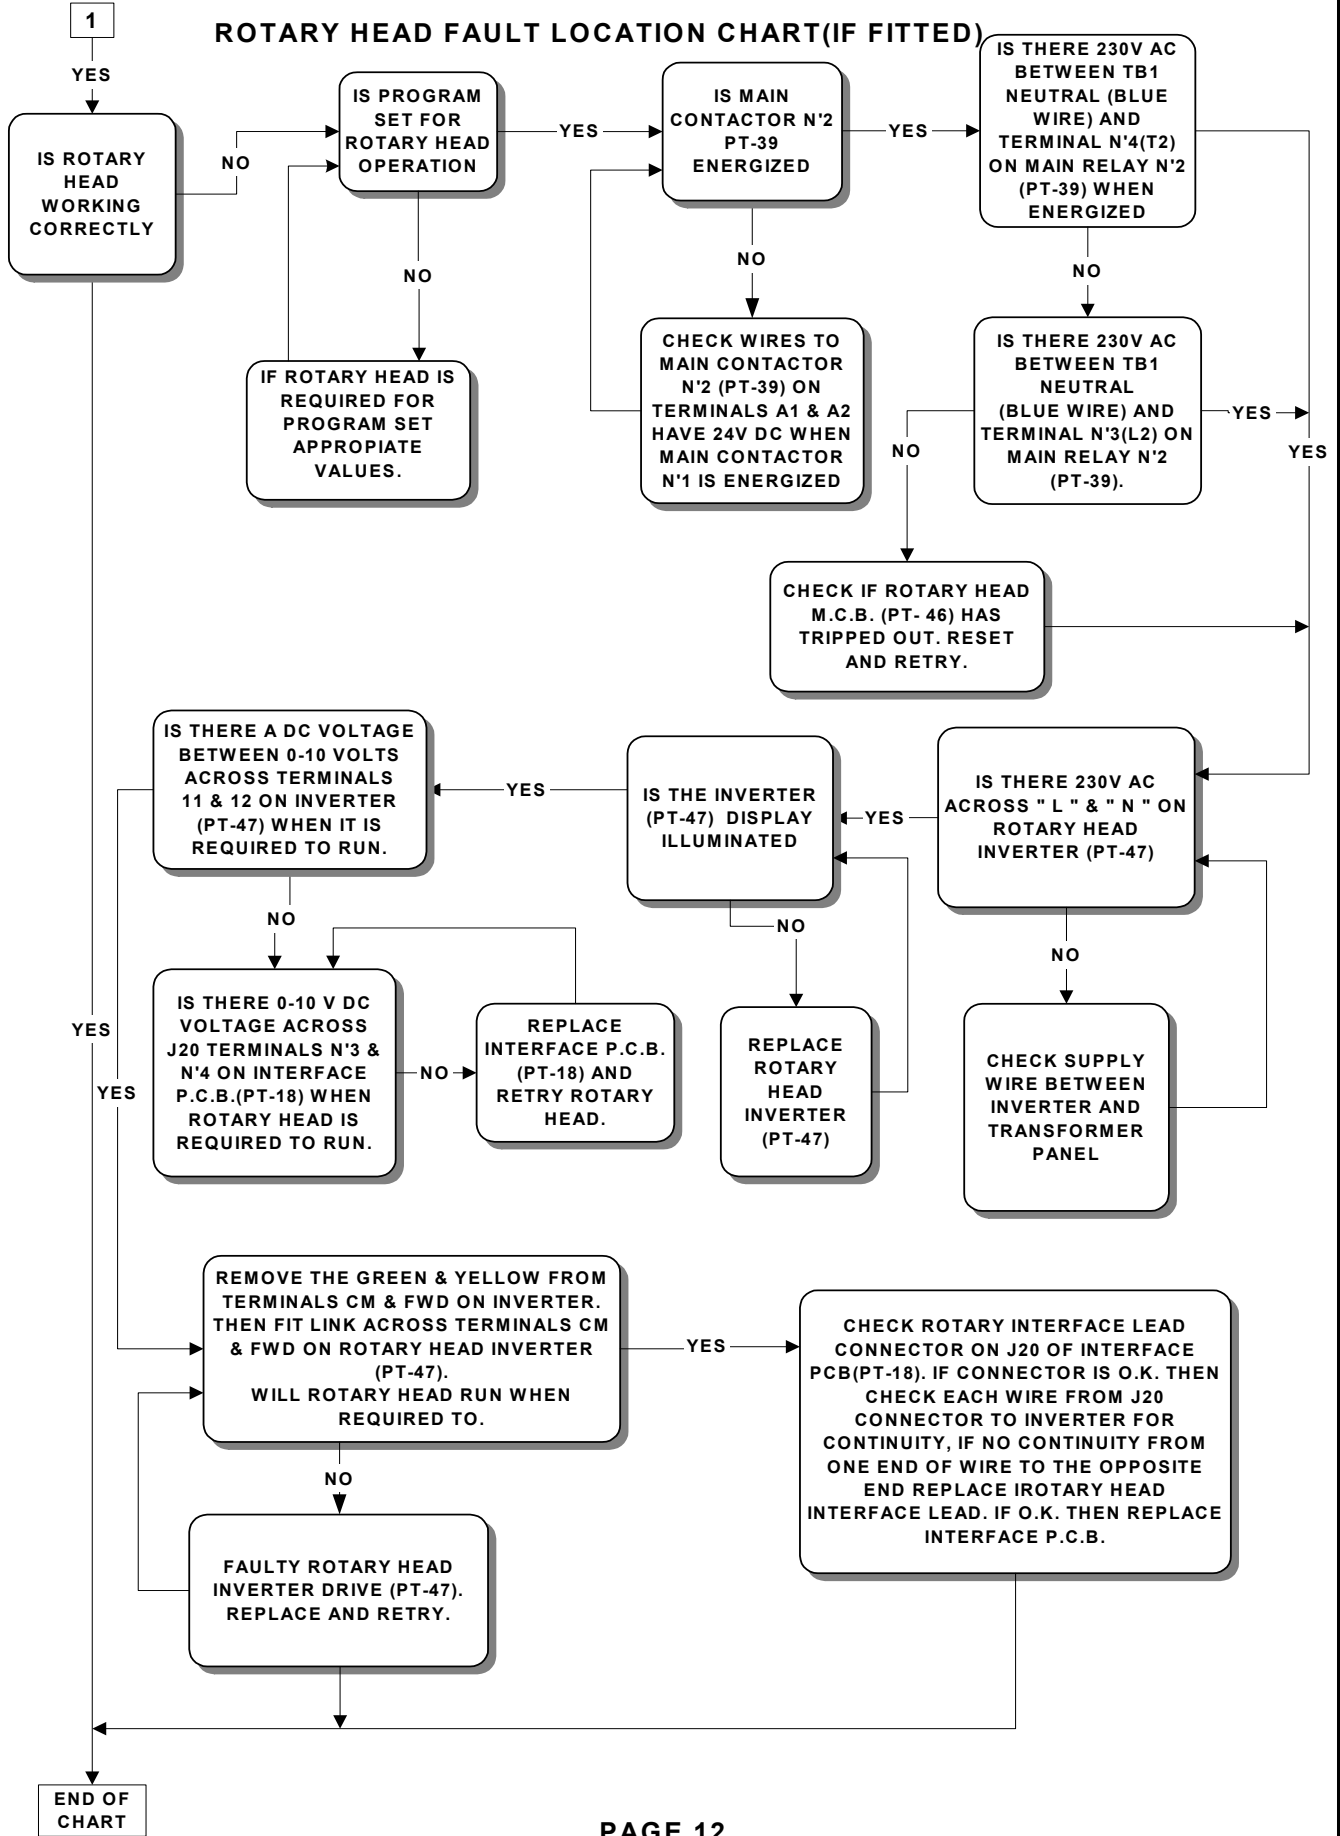 1
ROTARY HEAD FAULT LOCATION CHART(IF FITTED)
YES
IS ROTARY
HEAD
WORKING
CORRECTLY
NO
IS PROGRAM
SET FOR
ROTARY HEAD
OPERATION
YES
IS MAIN
CONTACTOR N'2
PT-39
ENERGIZED
YES
IS THERE 230V AC
BETWEEN TB1
NEUTRAL (BLUE
WIRE) AND
TERMINAL N'4(T2)
ON MAIN RELAY N'2
(PT-39) WHEN
ENERGIZED
NO
NO
NO
IF ROTARY HEAD IS
REQUIRED FOR
PROGRAM SET
APPROPIATE
VALUES.
CHECK WIRES TO
MAIN CONTACTOR
N'2 (PT-39) ON
TERMINALS A1 & A2
HAVE 24V DC WHEN
MAIN CONTACTOR
N'1 IS ENERGIZED
IS THERE 230V AC
BETWEEN TB1
NEUTRAL
(BLUE WIRE) AND
TERMINAL N'3(L2) ON
MAIN RELAY N'2
(PT-39).
YES
YES
NO
CHECK IF ROTARY HEAD
M.C.B. (PT- 46) HAS
TRIPPED OUT. RESET
AND RETRY.
IS THERE A DC VOLTAGE
BETWEEN 0-10 VOLTS
ACROSS TERMINALS
11 & 12 ON INVERTER
(PT-47) WHEN IT IS
REQUIRED TO RUN.
YES
IS THE INVERTER
(PT-47) DISPLAY
ILLUMINATED
YES
IS THERE 230V AC
ACROSS " L " & " N " ON
ROTARY HEAD
INVERTER (PT-47)
NO
NO
NO
IS THERE 0-10 V DC
VOLTAGE ACROSS
J20 TERMINALS N'3 &
N'4 ON INTERFACE
P.C.B.(PT-18) WHEN
ROTARY HEAD IS
REQUIRED TO RUN.
NO
REPLACE
INTERFACE P.C.B.
(PT-18) AND
RETRY ROTARY
HEAD.
REPLACE
ROTARY
HEAD
INVERTER
(PT-47)
CHECK SUPPLY
WIRE BETWEEN
INVERTER AND
TRANSFORMER
PANEL
YES
YES
REMOVE THE GREEN & YELLOW FROM
TERMINALS CM & FWD ON INVERTER.
THEN FIT LINK ACROSS TERMINALS CM
& FWD ON ROTARY HEAD INVERTER
(PT-47).
WILL ROTARY HEAD RUN WHEN
REQUIRED TO.
YES
CHECK ROTARY INTERFACE LEAD
CONNECTOR ON J20 OF INTERFACE
PCB(PT-18). IF CONNECTOR IS O.K. THEN
CHECK EACH WIRE FROM J20
CONNECTOR TO INVERTER FOR
CONTINUITY, IF NO CONTINUITY FROM
ONE END OF WIRE TO THE OPPOSITE
END REPLACE IROTARY HEAD
INTERFACE LEAD. IF O.K. THEN REPLACE
INTERFACE P.C.B.
NO
FAULTY ROTARY HEAD
INVERTER DRIVE (PT-47).
REPLACE AND RETRY.
END OF
CHART
PAGE 12